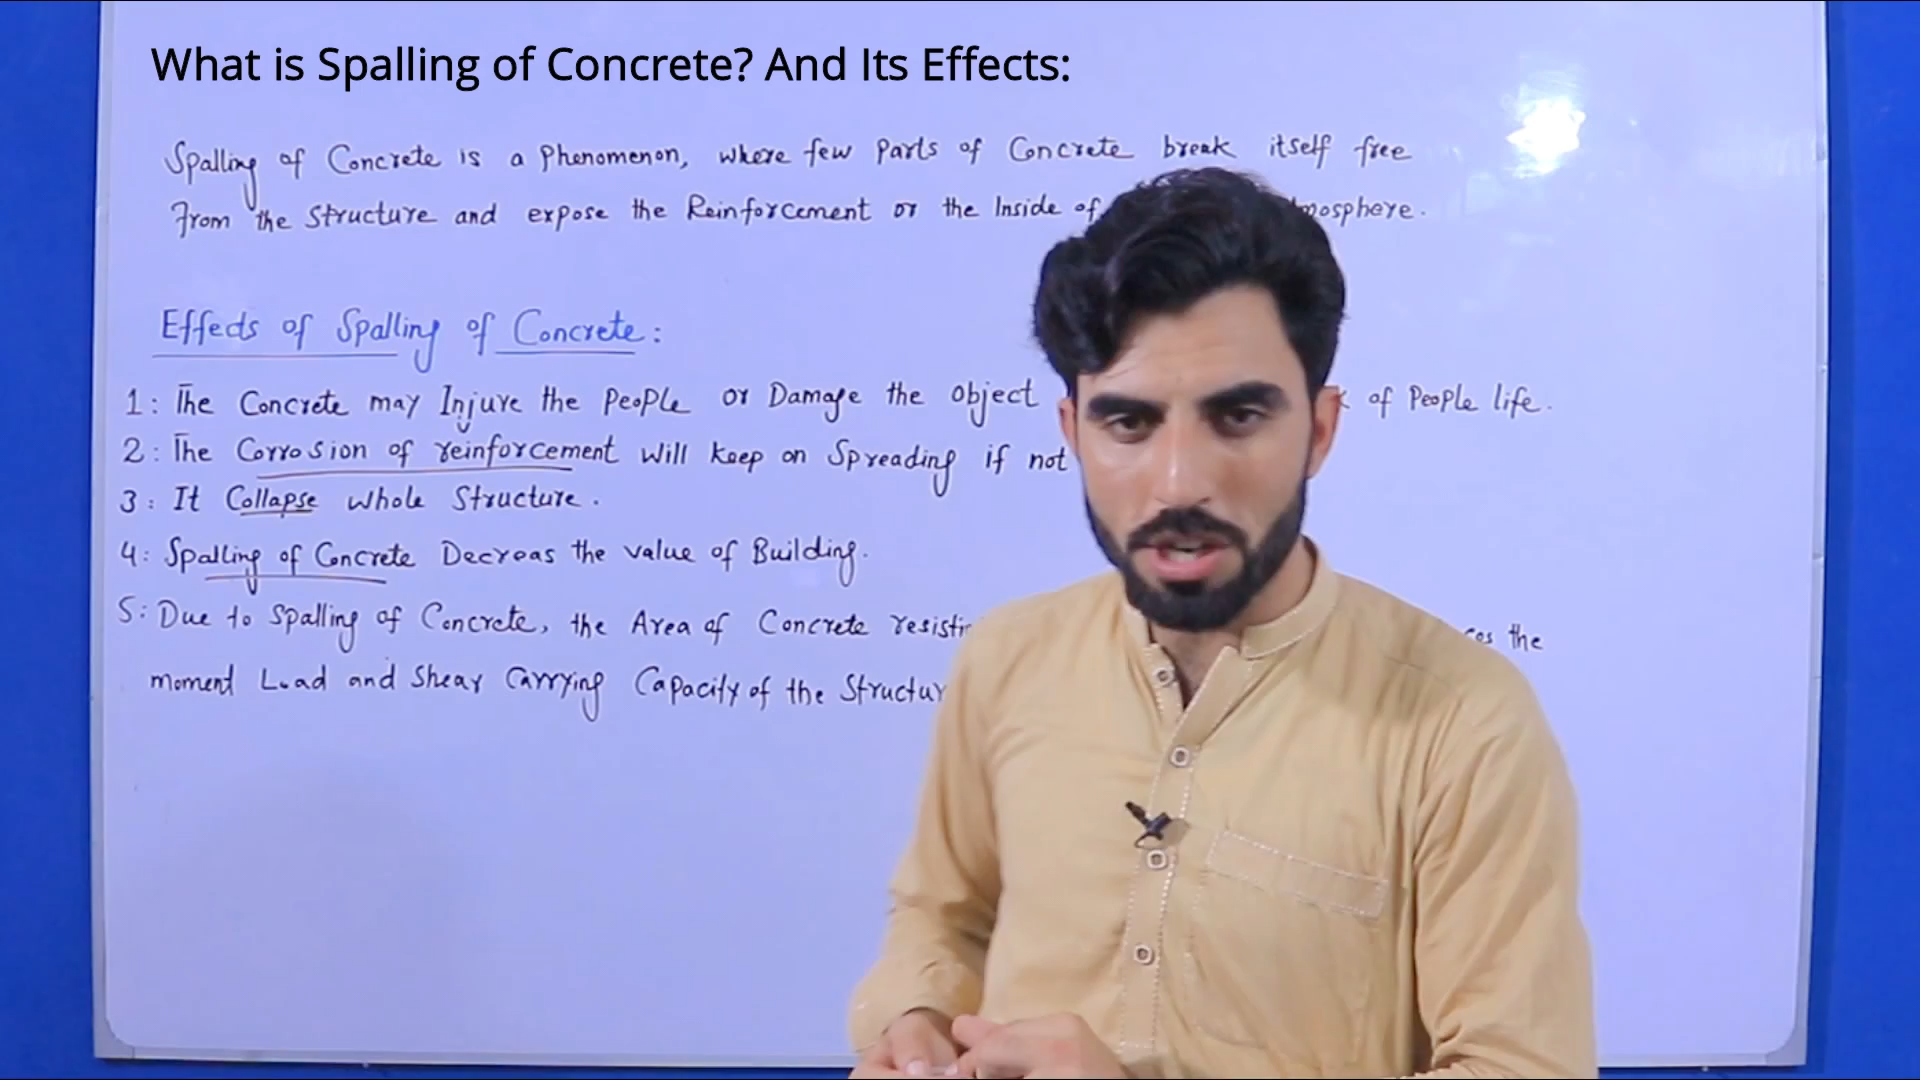 What is Spalling of Concrete? And Its Effects:
Spalling of Concrete is a Phenomenon, where few Parts of Concrete break itself free
From the Structure and expose the Reinforcement or the Inside of
Effects of Spalling of Concrete:
1: The Concrete may Injure the People or Damage the object of People life.
2: The Corrosion of reinforcement will keep on Spreading if not
3: It Collapse whole Structure.
4: Spalling of Concrete Decreas the value of Building.
5: Due to Spalling of Concrete, the Area of Concrete the
moment Load and Shear Carrying Capacity of the